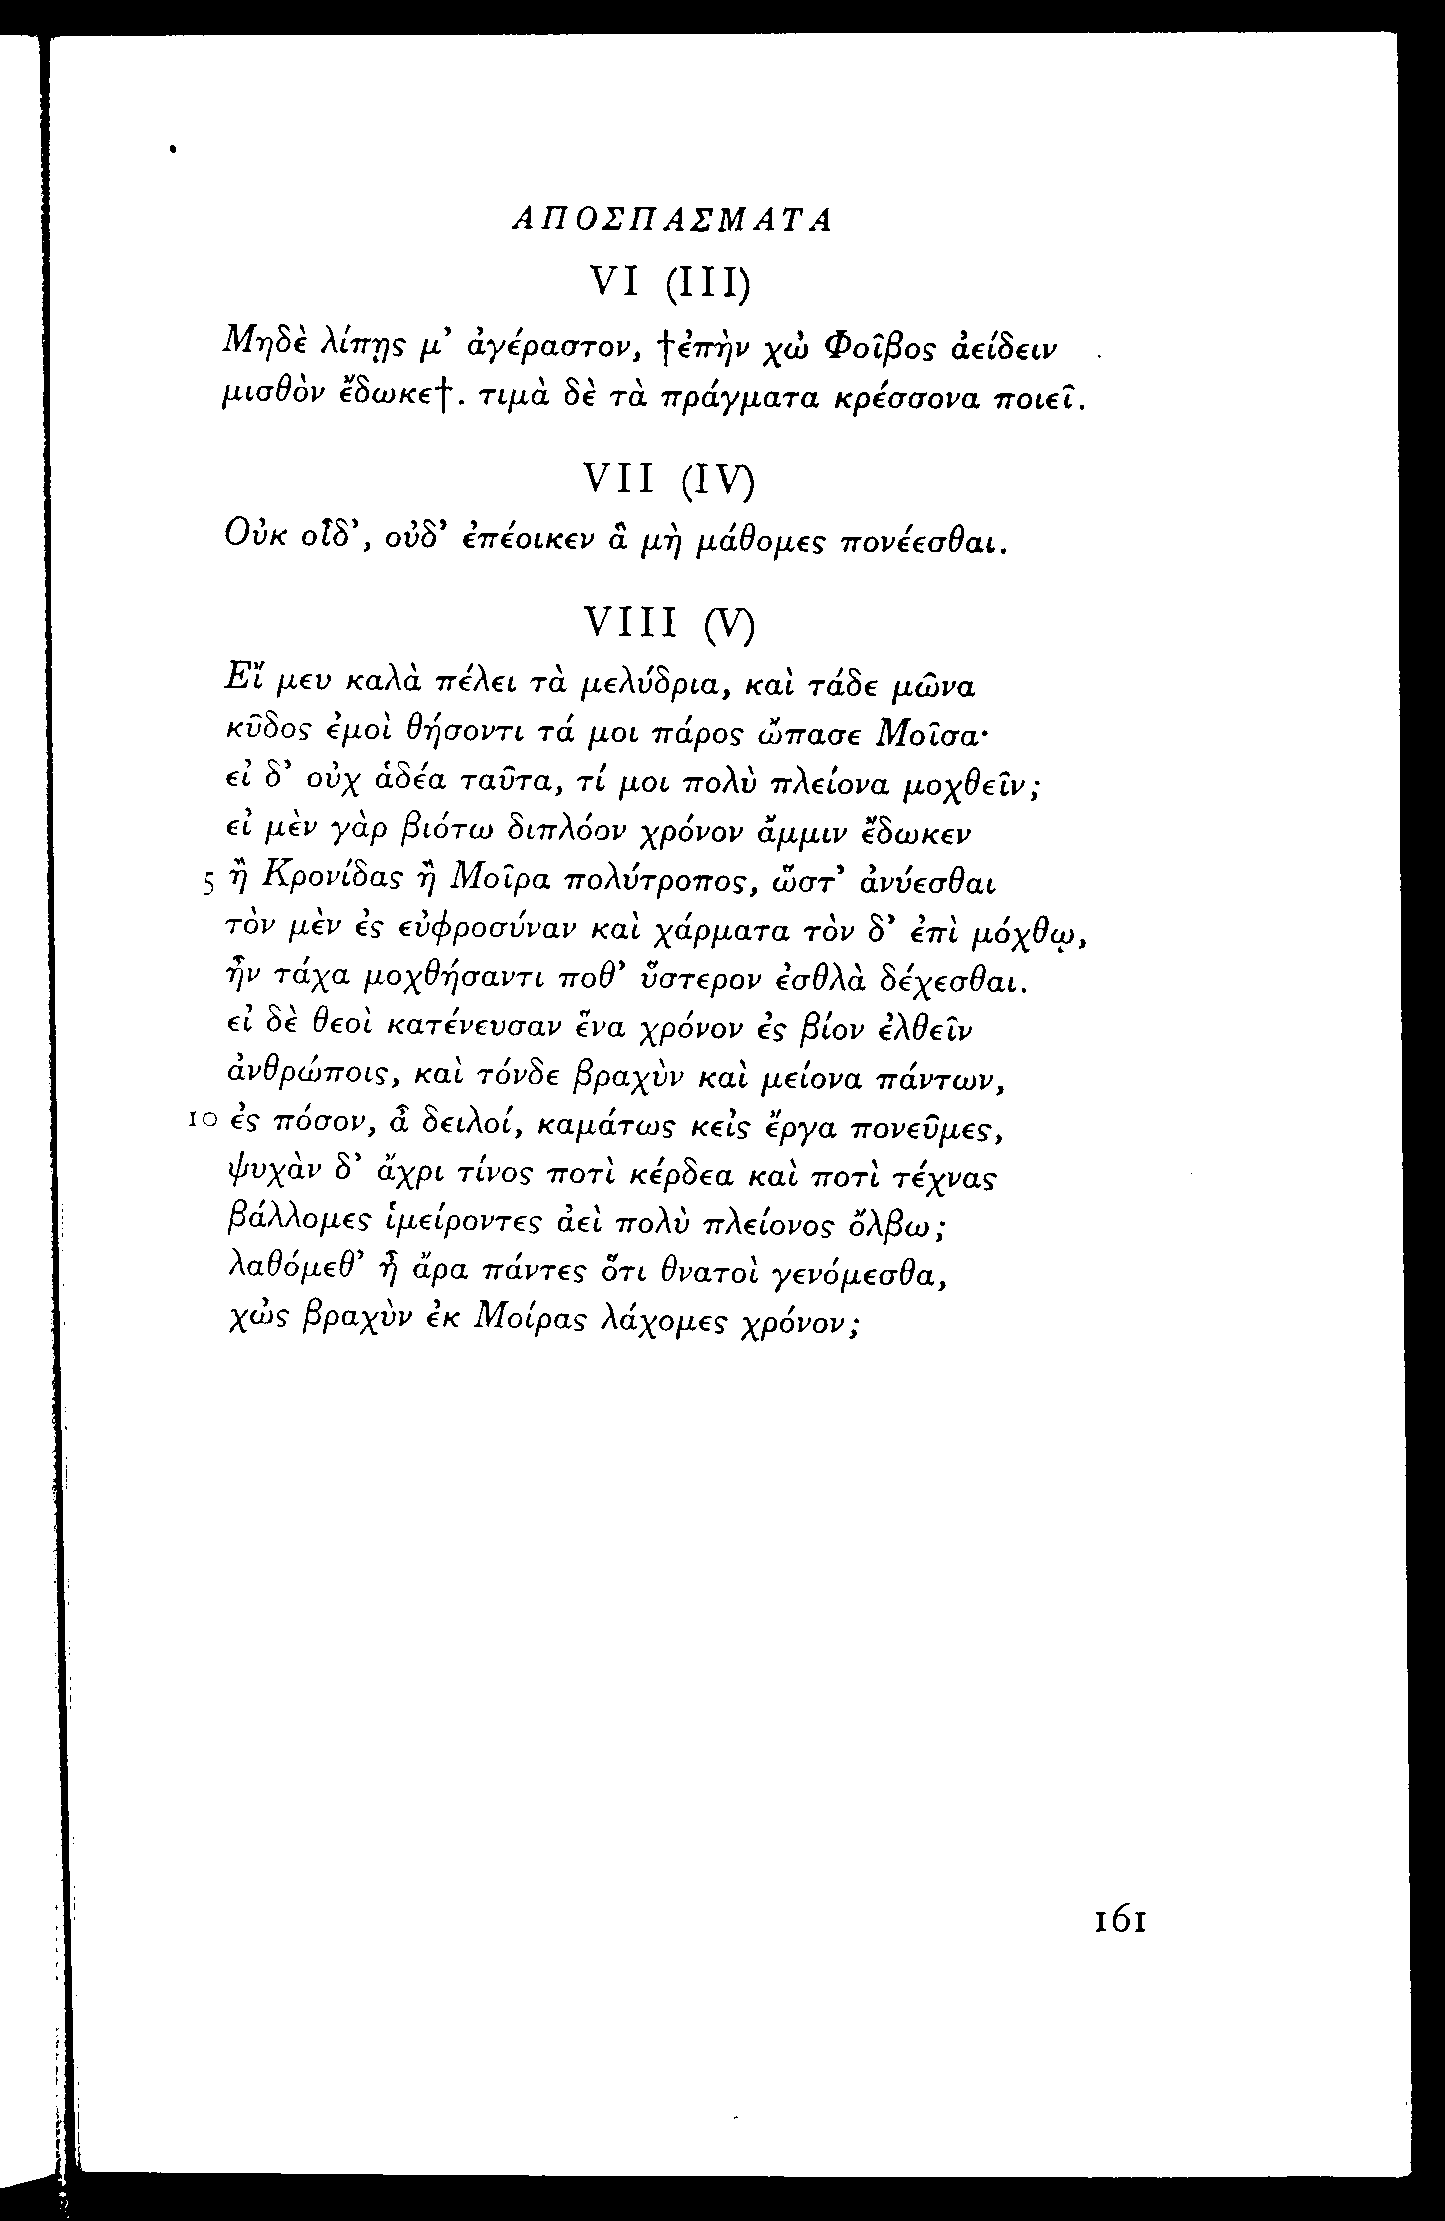 ΑΠΟΣΠΑΣΜΑΤΑ
VI (III)
Μηδὲ λίπῃς μ’ ἀγέραστον, †ἐπὴν χὠ Φοῖβος ἀείδειν
μισθὸν ἔδωκε†. τιμὰ δὲ τὰ πράγματα κρέσσονα ποιεῖ.
VII (IV)
Οὐκ οἶδ’, οὐδ’ ἐπέοικεν ἃ μὴ μάθομες πονέεσθαι.
VIII (V)
Εἴ μευ καλὰ πέλει τὰ μελύδρια, καὶ τάδε μῶνα
κῦδος ἐμοὶ θήσοντι τά μοι πάρος ὤπασε Μοῖσα·
εἰ δ’ οὐχ ἁδέα ταῦτα, τί μοι πολὺ πλείονα μοχθεῖν;
εἰ μὲν γὰρ βιότω διπλόον χρόνον ἄμμιν ἔδωκεν
5 ἢ Κρονίδας ἢ Μοῖρα πολύτροπος, ὥστ’ ἀνύεσθαι
τὸν μὲν ἐς εὐφροσύναν καὶ χάρματα τὸν δ’ ἐπὶ μόχθῳ,
ἦν τάχα μοχθήσαντι ποθ’ ὕστερον ἐσθλὰ δέχεσθαι.
εἰ δὲ θεοὶ κατένευσαν ἕνα χρόνον ἐς βίον ἐλθεῖν
ἀνθρώποις, καὶ τόνδε βραχὺν καὶ μείονα πάντων,
10 ἐς πόσον, ἆ δειλοί, καμάτως κεἰς ἔργα πονεῦμες,
ψυχὰν δ’ ἄχρι τίνος ποτὶ κέρδεα καὶ ποτὶ τέχνας
βάλλομες ἱμείροντες ἀεὶ πολὺ πλείονος ὄλβω;
λαθόμεθ’ ἦ ἄρα πάντες ὅτι θνατοὶ γενόμεσθα,
χὠς βραχὺν ἐκ Μοίρας λάχομες χρόνον;
161